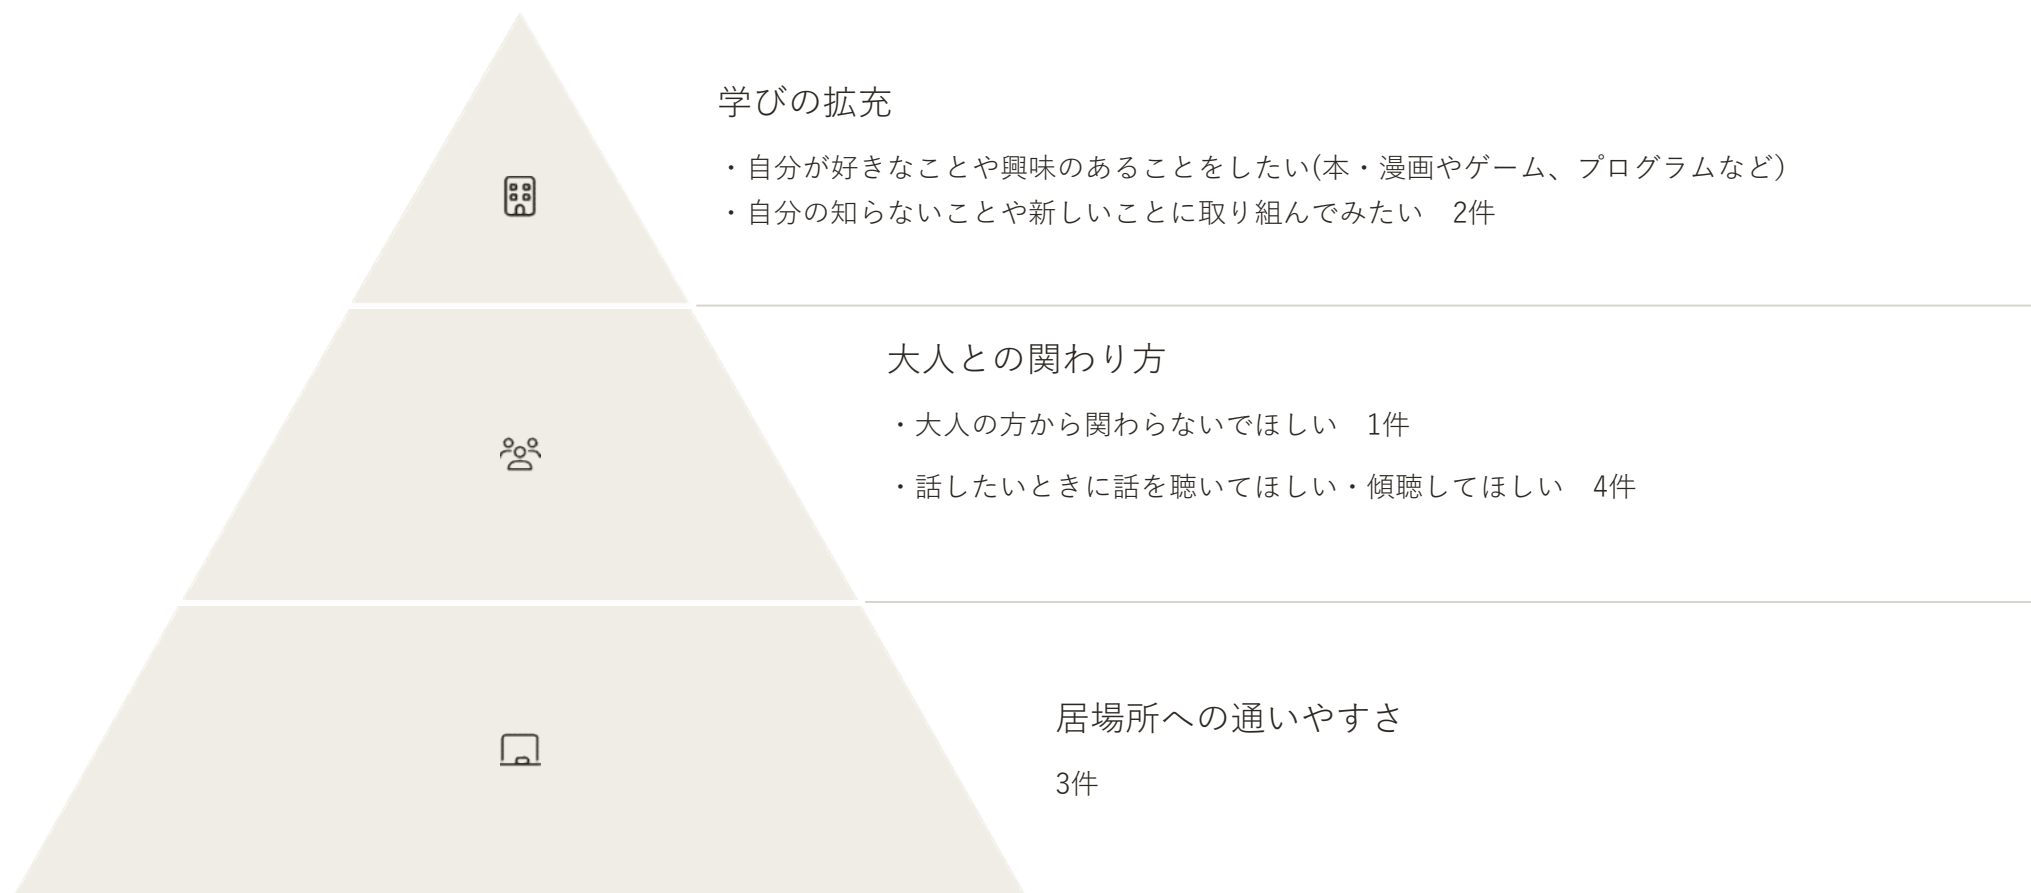 学びの拡充
・自分が好きなことや興味のあることをしたい(本・漫画やゲーム、プログラムなど)
・自分の知らないことや新しいことに取り組んでみたい　2件
大人との関わり方
・大人の方から関わらないでほしい　1件
・話したいときに話を聴いてほしい・傾聴してほしい　4件
居場所への通いやすさ
3件